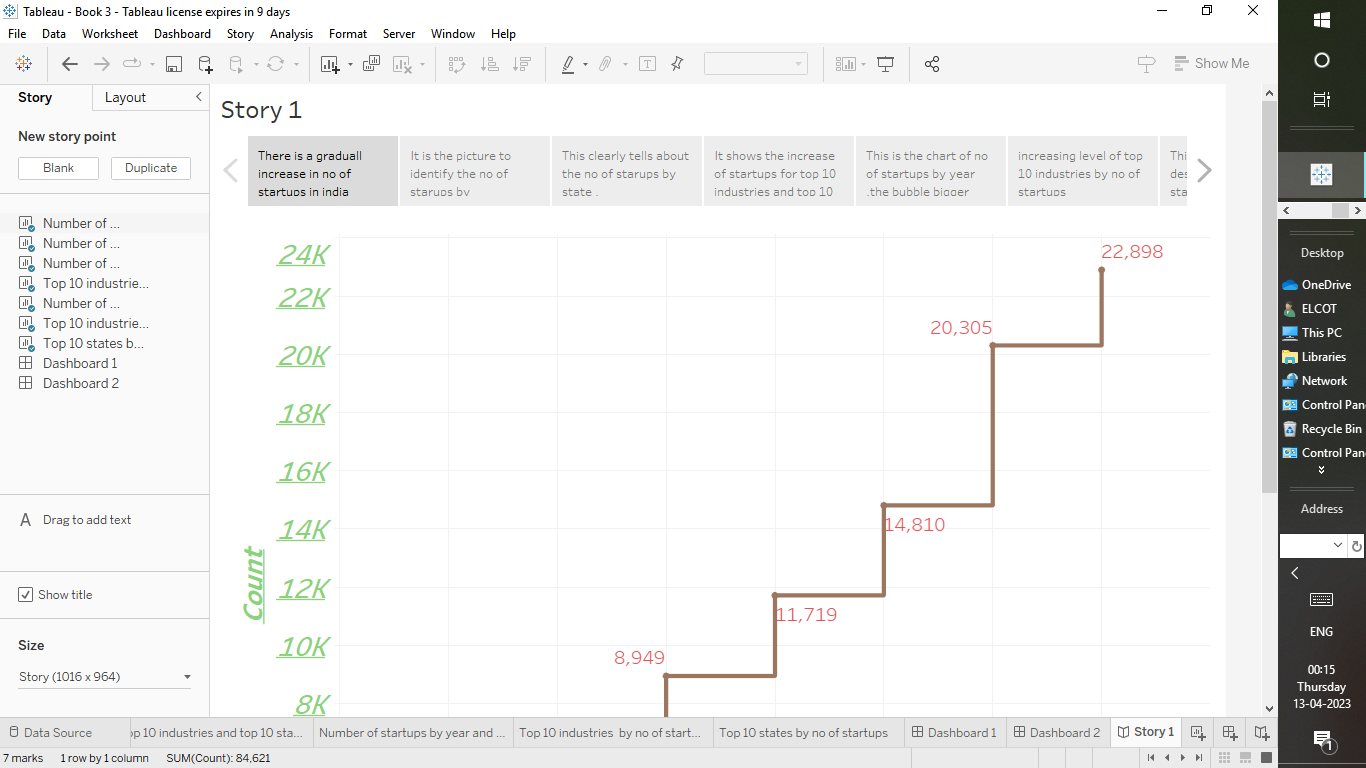 Tableau - Book 3 - Tableau license expires in 9 days
File Data Worksheet Dashboard Story Analysis Format Server Window Help
Show Me
Story Layout
New story point
Blank Duplicate
Number of ...
Number of ...
Number of ...
Top 10 industrie...
Number of ...
Top 10 industrie...
Top 10 states b...
Dashboard 1
Dashboard 2
A Drag to add text
Show title
Size
Story (1016 x 964)
Story 1
There is a graduall
increase in no of
startups in india
It is the picture to
identify the no of
starups by
This clearly tells about
the no of starups by
state .
It shows the increase
of startups for top 10
industries and top 10
This is the chart of no
of startups by year
.the bubble bigger
increasing level of top
10 industries by no of
startups
Thi
des
sta
24K
22K
20K
18K
16K
14K
12K
10K
8K
Count
22,898
20,305
14,810
11,719
8,949
Data Source
op 10 industries and top 10 sta...
Number of startups by year and ...
Top 10 industries by no of start...
Top 10 states by no of startups
Dashboard 1
Dashboard 2
Story 1
7 marks 1 row by 1 column SUM(Count): 84,621
Desktop
OneDrive
ELCOT
This PC
Libraries
Network
Control Pan
Recycle Bin
Control Pan
Address
ENG
00:15
Thursday
13-04-2023
1